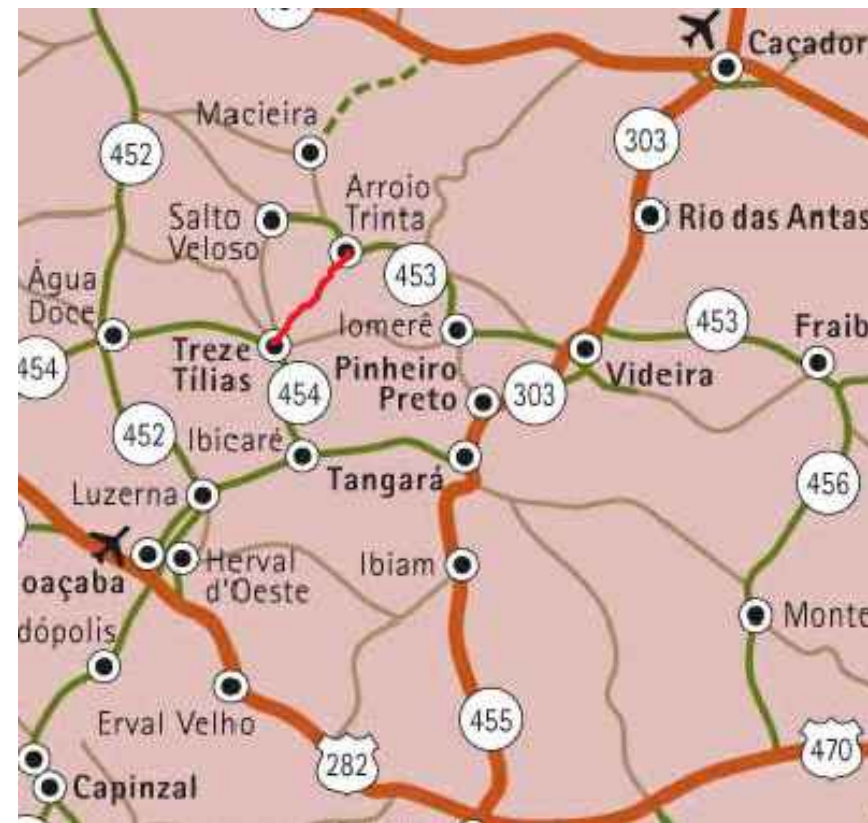 Caçador
Macieira
303
452
Arroio
Trinta
Salto
Veloso
Rio das Antas
453
Água
Doce
Iomerê
453
Fraib
Treze
Tílias
454
454
Pinheiro
Preto
303
Videira
452
Ibicaré
Tangará
Luzerna
456
oaçaba
Herval
d'Oeste
Ibiam
Monte
dópolis
Erval Velho
455
282
470
Capinzal